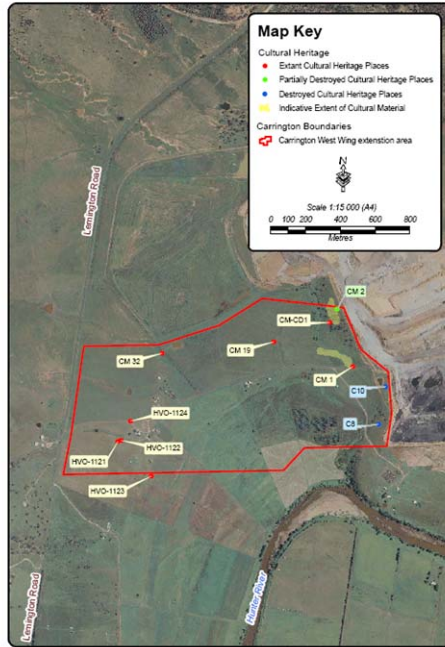 Map Key
Cultural Heritage
Extant Cultural Heritage Places
Partially Destroyed Cultural Heritage Places
Destroyed Cultural Heritage Places
Indicative Extent of Cultural Material
Carrington Boundaries
Carrington West Wing extenstion area
N
Scale 1:15 000 (A4)
0 100 200 400 600 800
Metres
Lemington Road
CM 2
CM-CD1
CM 19
CM 32
CM 1
C10
HVO-1124
C8
HVO-1121
HVO-1122
HVO-1123
Hunter River
Lemington Road